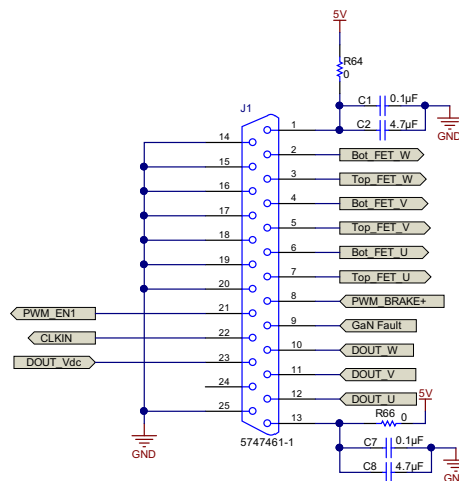 5V
R64
0
C1 0.1µF
C2 4.7µF
GND
J1
1
14
2 Bot_FET_W
15
3 Top_FET_W
16
4 Bot_FET_V
17
5 Top_FET_V
18
6 Bot_FET_U
19
7 Top_FET_U
20
8 PWM_BRAKE+
PWM_EN1 21
9 GaN Fault
CLKIN 22
10 DOUT_W
DOUT_Vdc 23
11 DOUT_V
24
12 DOUT_U
5V
25
13
R66 0
5747461-1
GND
C7 0.1µF
C8 4.7µF
GND